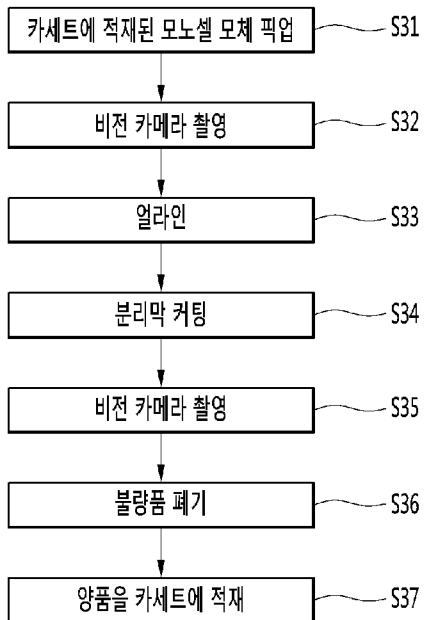 카세트에 적재된 모노셀 모체 픽업 S31
비전 카메라 촬영 S32
얼라인 S33
분리막 커팅 S34
비전 카메라 촬영 S35
불량품 폐기 S36
양품을 카세트에 적재 S37